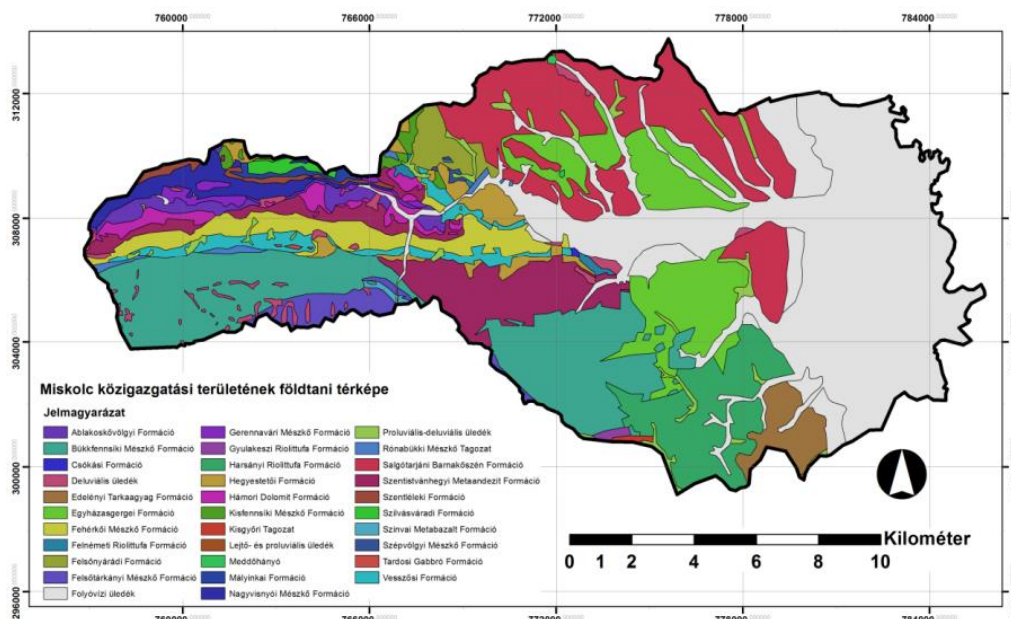 760000 766000 772000 778000 784000
312000
308000
304000
300000
296000
Miskolc közigazgatási területének földtani térképe
Jelmagyarázat
Ablakoskővölgyi Formáció
Bükkfennsíki Mészkő Formáció
Csókási Formáció
Deluviális üledék
Edelényi Tarkaagyag Formáció
Egyházasgergei Formáció
Fehérkői Mészkő Formáció
Felnémeti Riolittufa Formáció
Felsőnyárádi Formáció
Felsőtárkányi Mészkő Formáció
Folyóvízi üledék
Gerennavári Mészkő Formáció
Gyulakeszi Riolittufa Formáció
Harsányi Riolittufa Formáció
Hegyestetői Formáció
Hámori Dolomit Formáció
Kisfennsíki Mészkő Formáció
Kisgyőri Tagozat
Lejtő- és proluviális üledék
Meddőhányó
Mályinkai Formáció
Nagyvisnyói Mészkő Formáció
Proluviális-deluviális üledék
Rónabükki Mészkő Tagozat
Salgótarjáni Barnakőszén Formáció
Szentistvánhegyi Metaandezit Formáció
Szentléleki Formáció
Szilvásváradi Formáció
Szinvai Metabazalt Formáció
Szépvölgyi Mészkő Formáció
Tardosi Gabbró Formáció
Vesszősi Formáció
Kilométer
0 1 2 4 6 8 10
760000 766000 772000 778000 784000